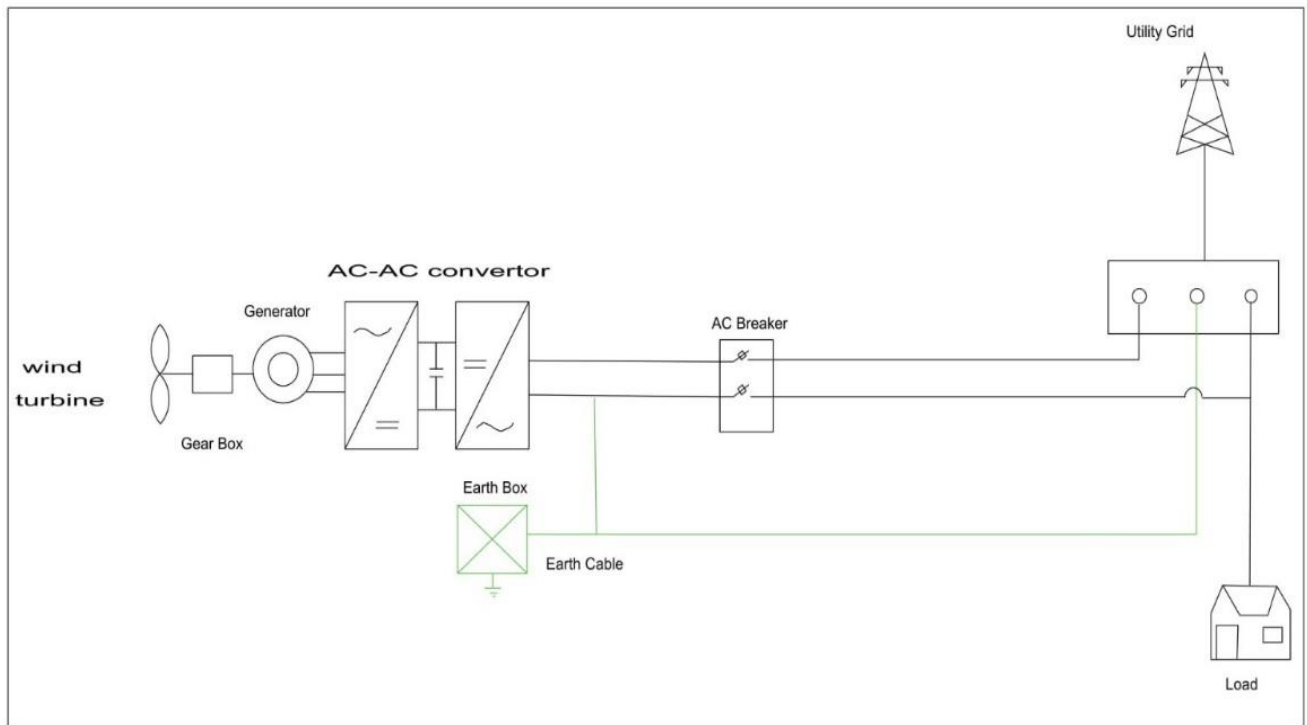 Utility Grid
AC-AC convertor
Generator
AC Breaker
wind
turbine
Gear Box
Earth Box
Earth Cable
Load